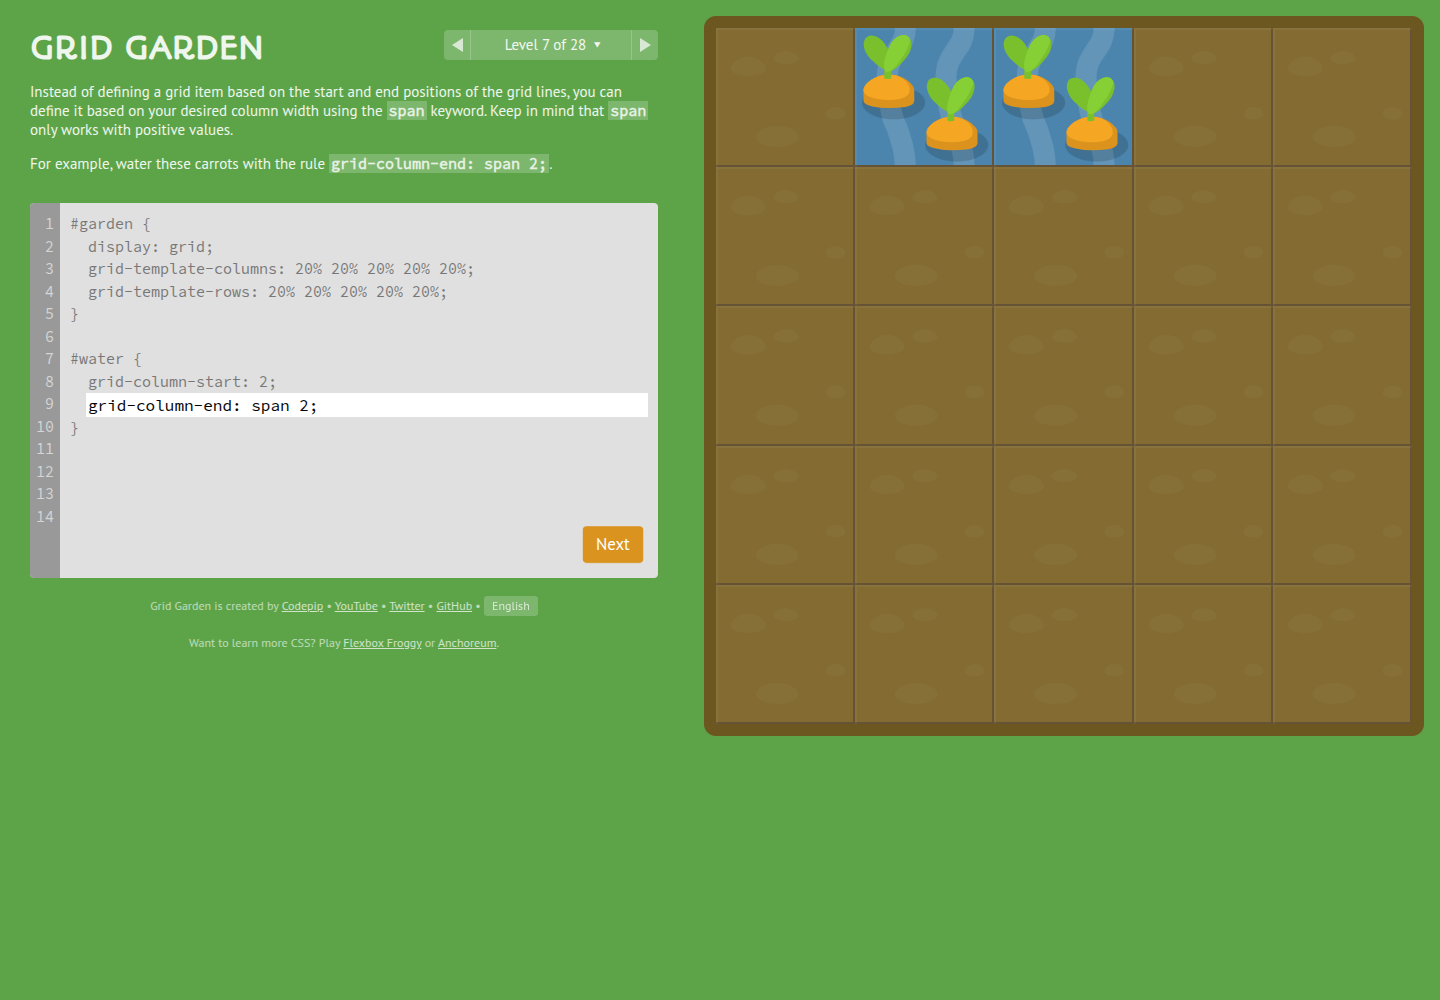 GRID GARDEN
Level 7 of 28 ▼
Instead of defining a grid item based on the start and end positions of the grid lines, you can
define it based on your desired column width using the span keyword. Keep in mind that span
only works with positive values.
For example, water these carrots with the rule grid-column-end: span 2;.
1 #garden {
2 display: grid;
3 grid-template-columns: 20% 20% 20% 20% 20%;
4 grid-template-rows: 20% 20% 20% 20% 20%;
5 }
6
7 #water {
8 grid-column-start: 2;
9 grid-column-end: span 2;
10 }
11
12
13
14
Next
Grid Garden is created by Codepip • YouTube • Twitter • GitHub • English
Want to learn more CSS? Play Flexbox Froggy or Anchoreum.